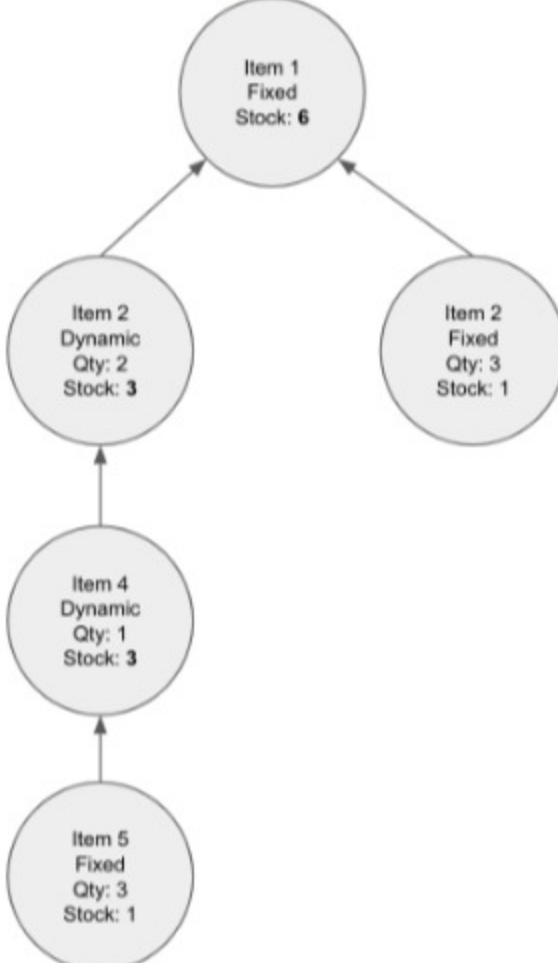 Item 1
Fixed
Stock: 6
Item 2
Dynamic
Qty: 2
Stock: 3
Item 2
Fixed
Qty: 3
Stock: 1
Item 4
Dynamic
Qty: 1
Stock: 3
Item 5
Fixed
Qty: 3
Stock: 1